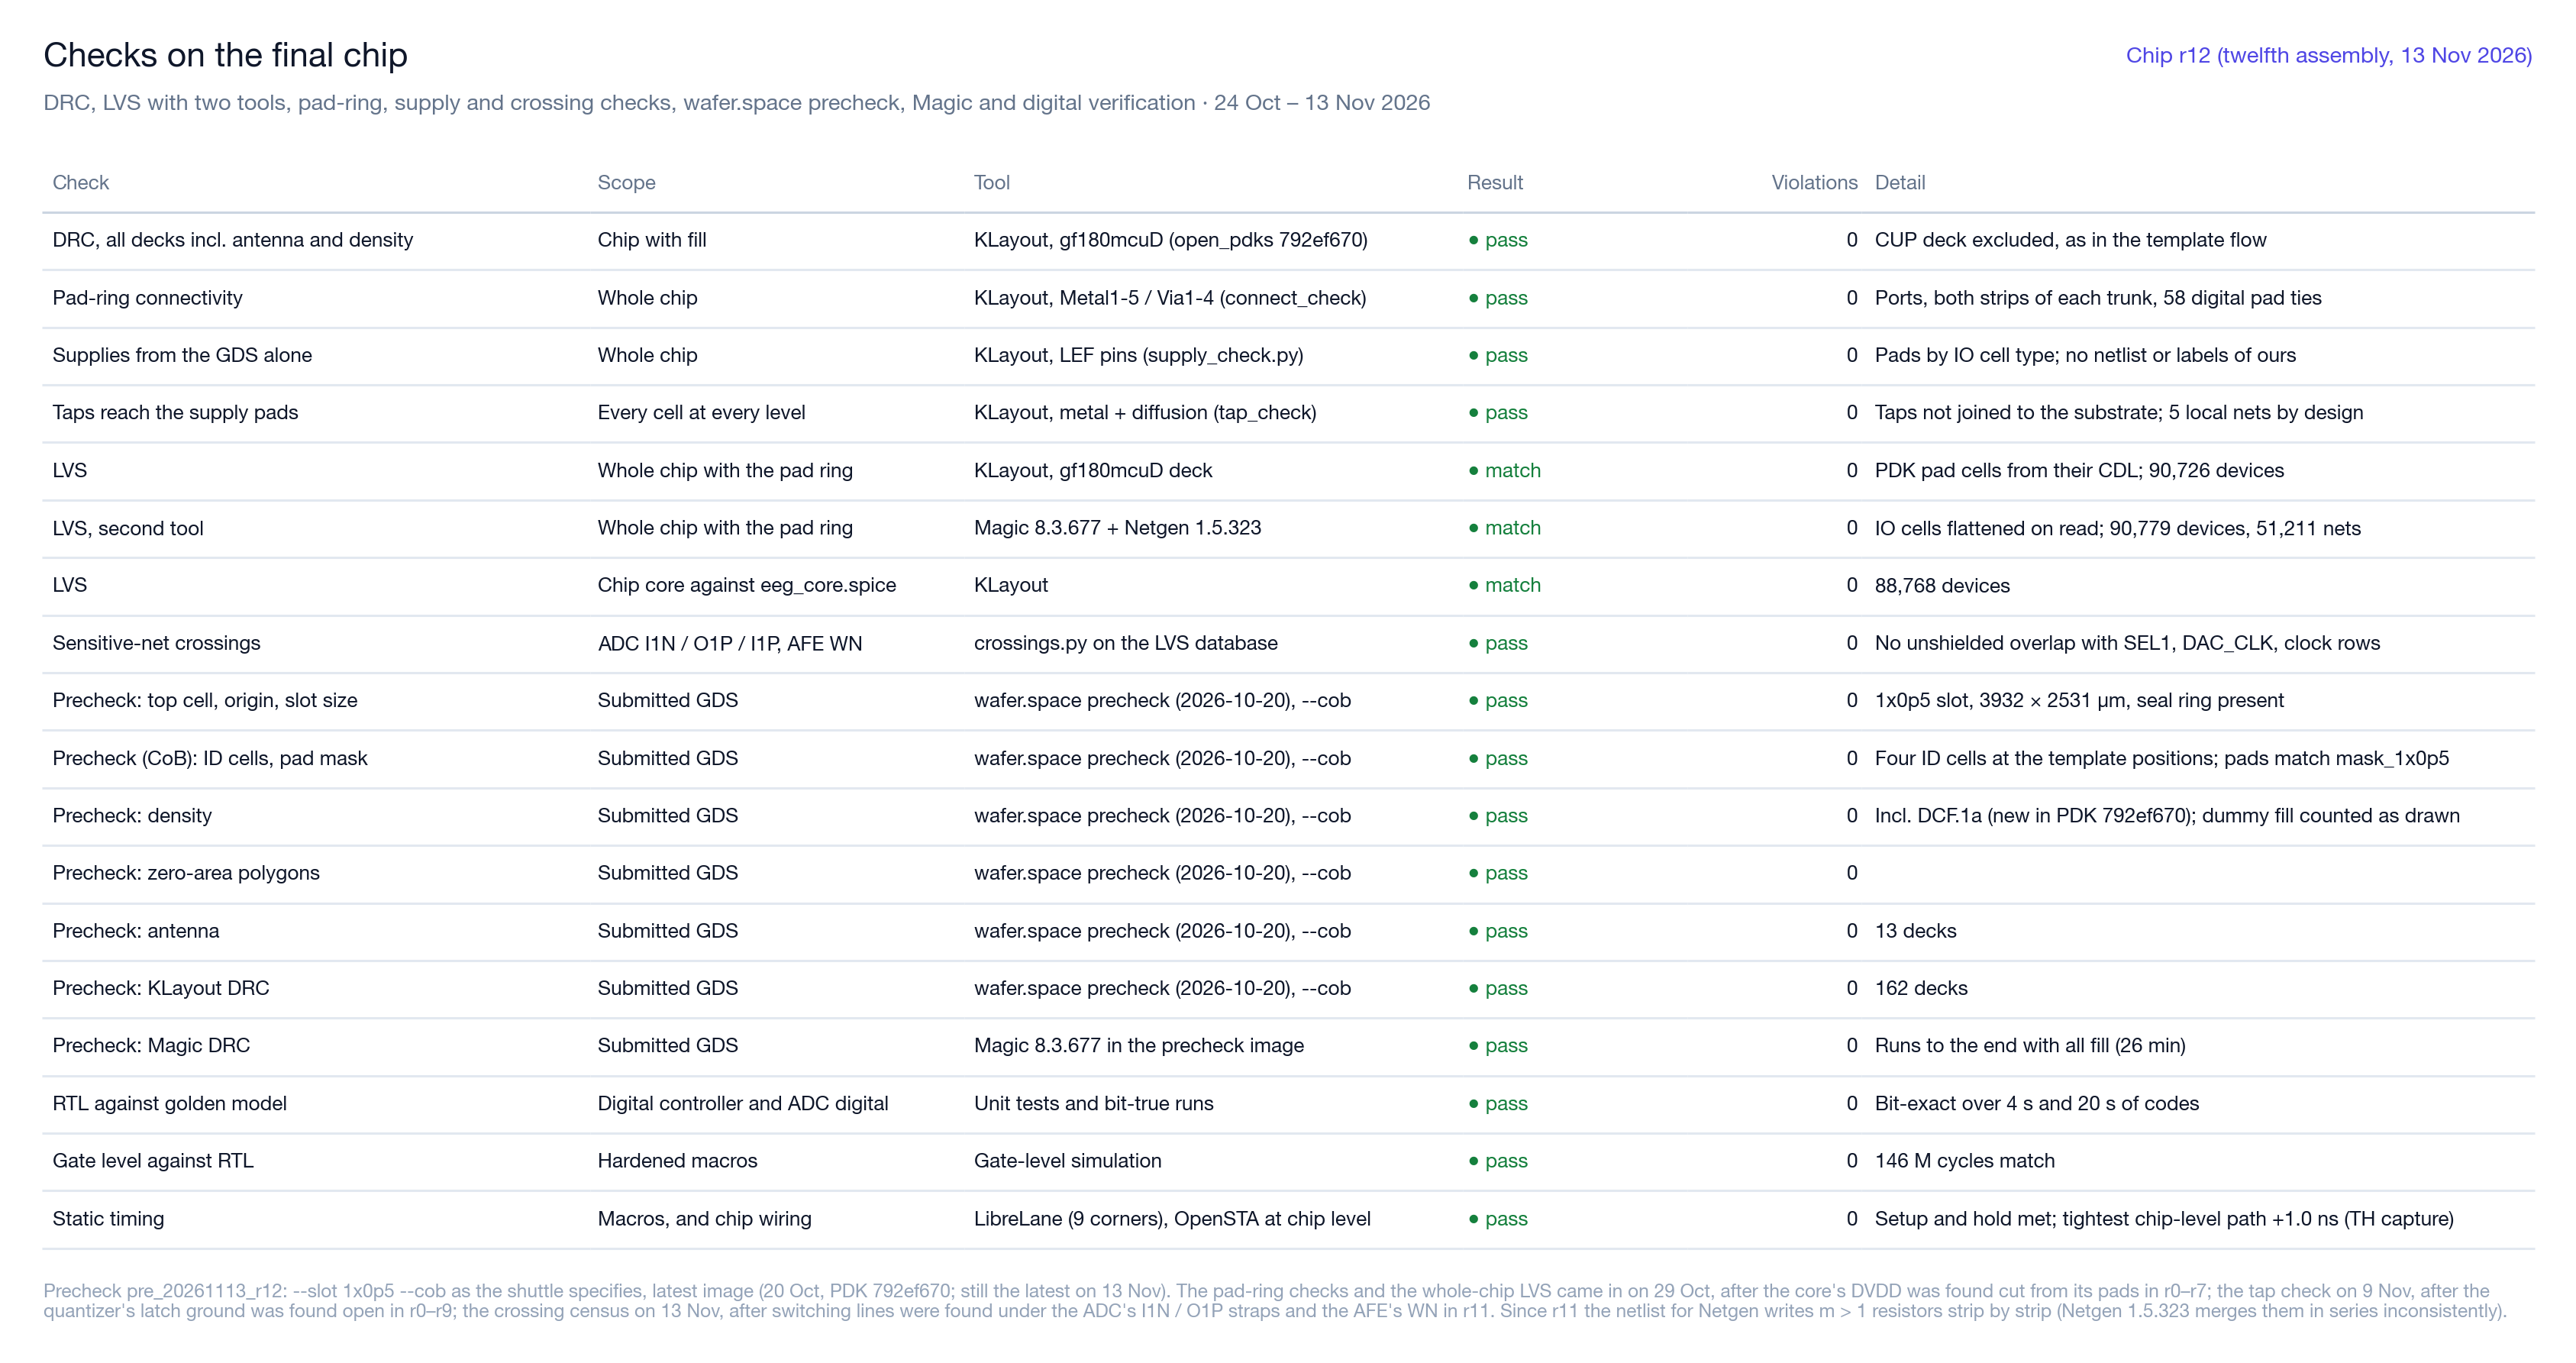 Checks on the final chip
Chip r12 (twelfth assembly, 13 Nov 2026)
DRC, LVS with two tools, pad-ring, supply and crossing checks, wafer.space precheck, Magic and digital verification · 24 Oct – 13 Nov 2026
Check Scope Tool Result Violations Detail
DRC, all decks incl. antenna and density Chip with fill KLayout, gf180mcuD (open_pdks 792ef670) ● pass 0 CUP deck excluded, as in the template flow
Pad-ring connectivity Whole chip KLayout, Metal1-5 / Via1-4 (connect_check) ● pass 0 Ports, both strips of each trunk, 58 digital pad ties
Supplies from the GDS alone Whole chip KLayout, LEF pins (supply_check.py) ● pass 0 Pads by IO cell type; no netlist or labels of ours
Taps reach the supply pads Every cell at every level KLayout, metal + diffusion (tap_check) ● pass 0 Taps not joined to the substrate; 5 local nets by design
LVS Whole chip with the pad ring KLayout, gf180mcuD deck ● match 0 PDK pad cells from their CDL; 90,726 devices
LVS, second tool Whole chip with the pad ring Magic 8.3.677 + Netgen 1.5.323 ● match 0 IO cells flattened on read; 90,779 devices, 51,211 nets
LVS Chip core against eeg_core.spice KLayout ● match 0 88,768 devices
Sensitive-net crossings ADC I1N / O1P / I1P, AFE WN crossings.py on the LVS database ● pass 0 No unshielded overlap with SEL1, DAC_CLK, clock rows
Precheck: top cell, origin, slot size Submitted GDS wafer.space precheck (2026-10-20), --cob ● pass 0 1x0p5 slot, 3932 × 2531 µm, seal ring present
Precheck (CoB): ID cells, pad mask Submitted GDS wafer.space precheck (2026-10-20), --cob ● pass 0 Four ID cells at the template positions; pads match mask_1x0p5
Precheck: density Submitted GDS wafer.space precheck (2026-10-20), --cob ● pass 0 Incl. DCF.1a (new in PDK 792ef670); dummy fill counted as drawn
Precheck: zero-area polygons Submitted GDS wafer.space precheck (2026-10-20), --cob ● pass 0
Precheck: antenna Submitted GDS wafer.space precheck (2026-10-20), --cob ● pass 0 13 decks
Precheck: KLayout DRC Submitted GDS wafer.space precheck (2026-10-20), --cob ● pass 0 162 decks
Precheck: Magic DRC Submitted GDS Magic 8.3.677 in the precheck image ● pass 0 Runs to the end with all fill (26 min)
RTL against golden model Digital controller and ADC digital Unit tests and bit-true runs ● pass 0 Bit-exact over 4 s and 20 s of codes
Gate level against RTL Hardened macros Gate-level simulation ● pass 0 146 M cycles match
Static timing Macros, and chip wiring LibreLane (9 corners), OpenSTA at chip level ● pass 0 Setup and hold met; tightest chip-level path +1.0 ns (TH capture)
Precheck pre_20261113_r12: --slot 1x0p5 --cob as the shuttle specifies, latest image (20 Oct, PDK 792ef670; still the latest on 13 Nov). The pad-ring checks and the whole-chip LVS came in on 29 Oct, after the core's DVDD was found cut from its pads in r0–r7; the tap check on 9 Nov, after the
quantizer's latch ground was found open in r0–r9; the crossing census on 13 Nov, after switching lines were found under the ADC's I1N / O1P straps and the AFE's WN in r11. Since r11 the netlist for Netgen writes m > 1 resistors strip by strip (Netgen 1.5.323 merges them in series inconsistently).